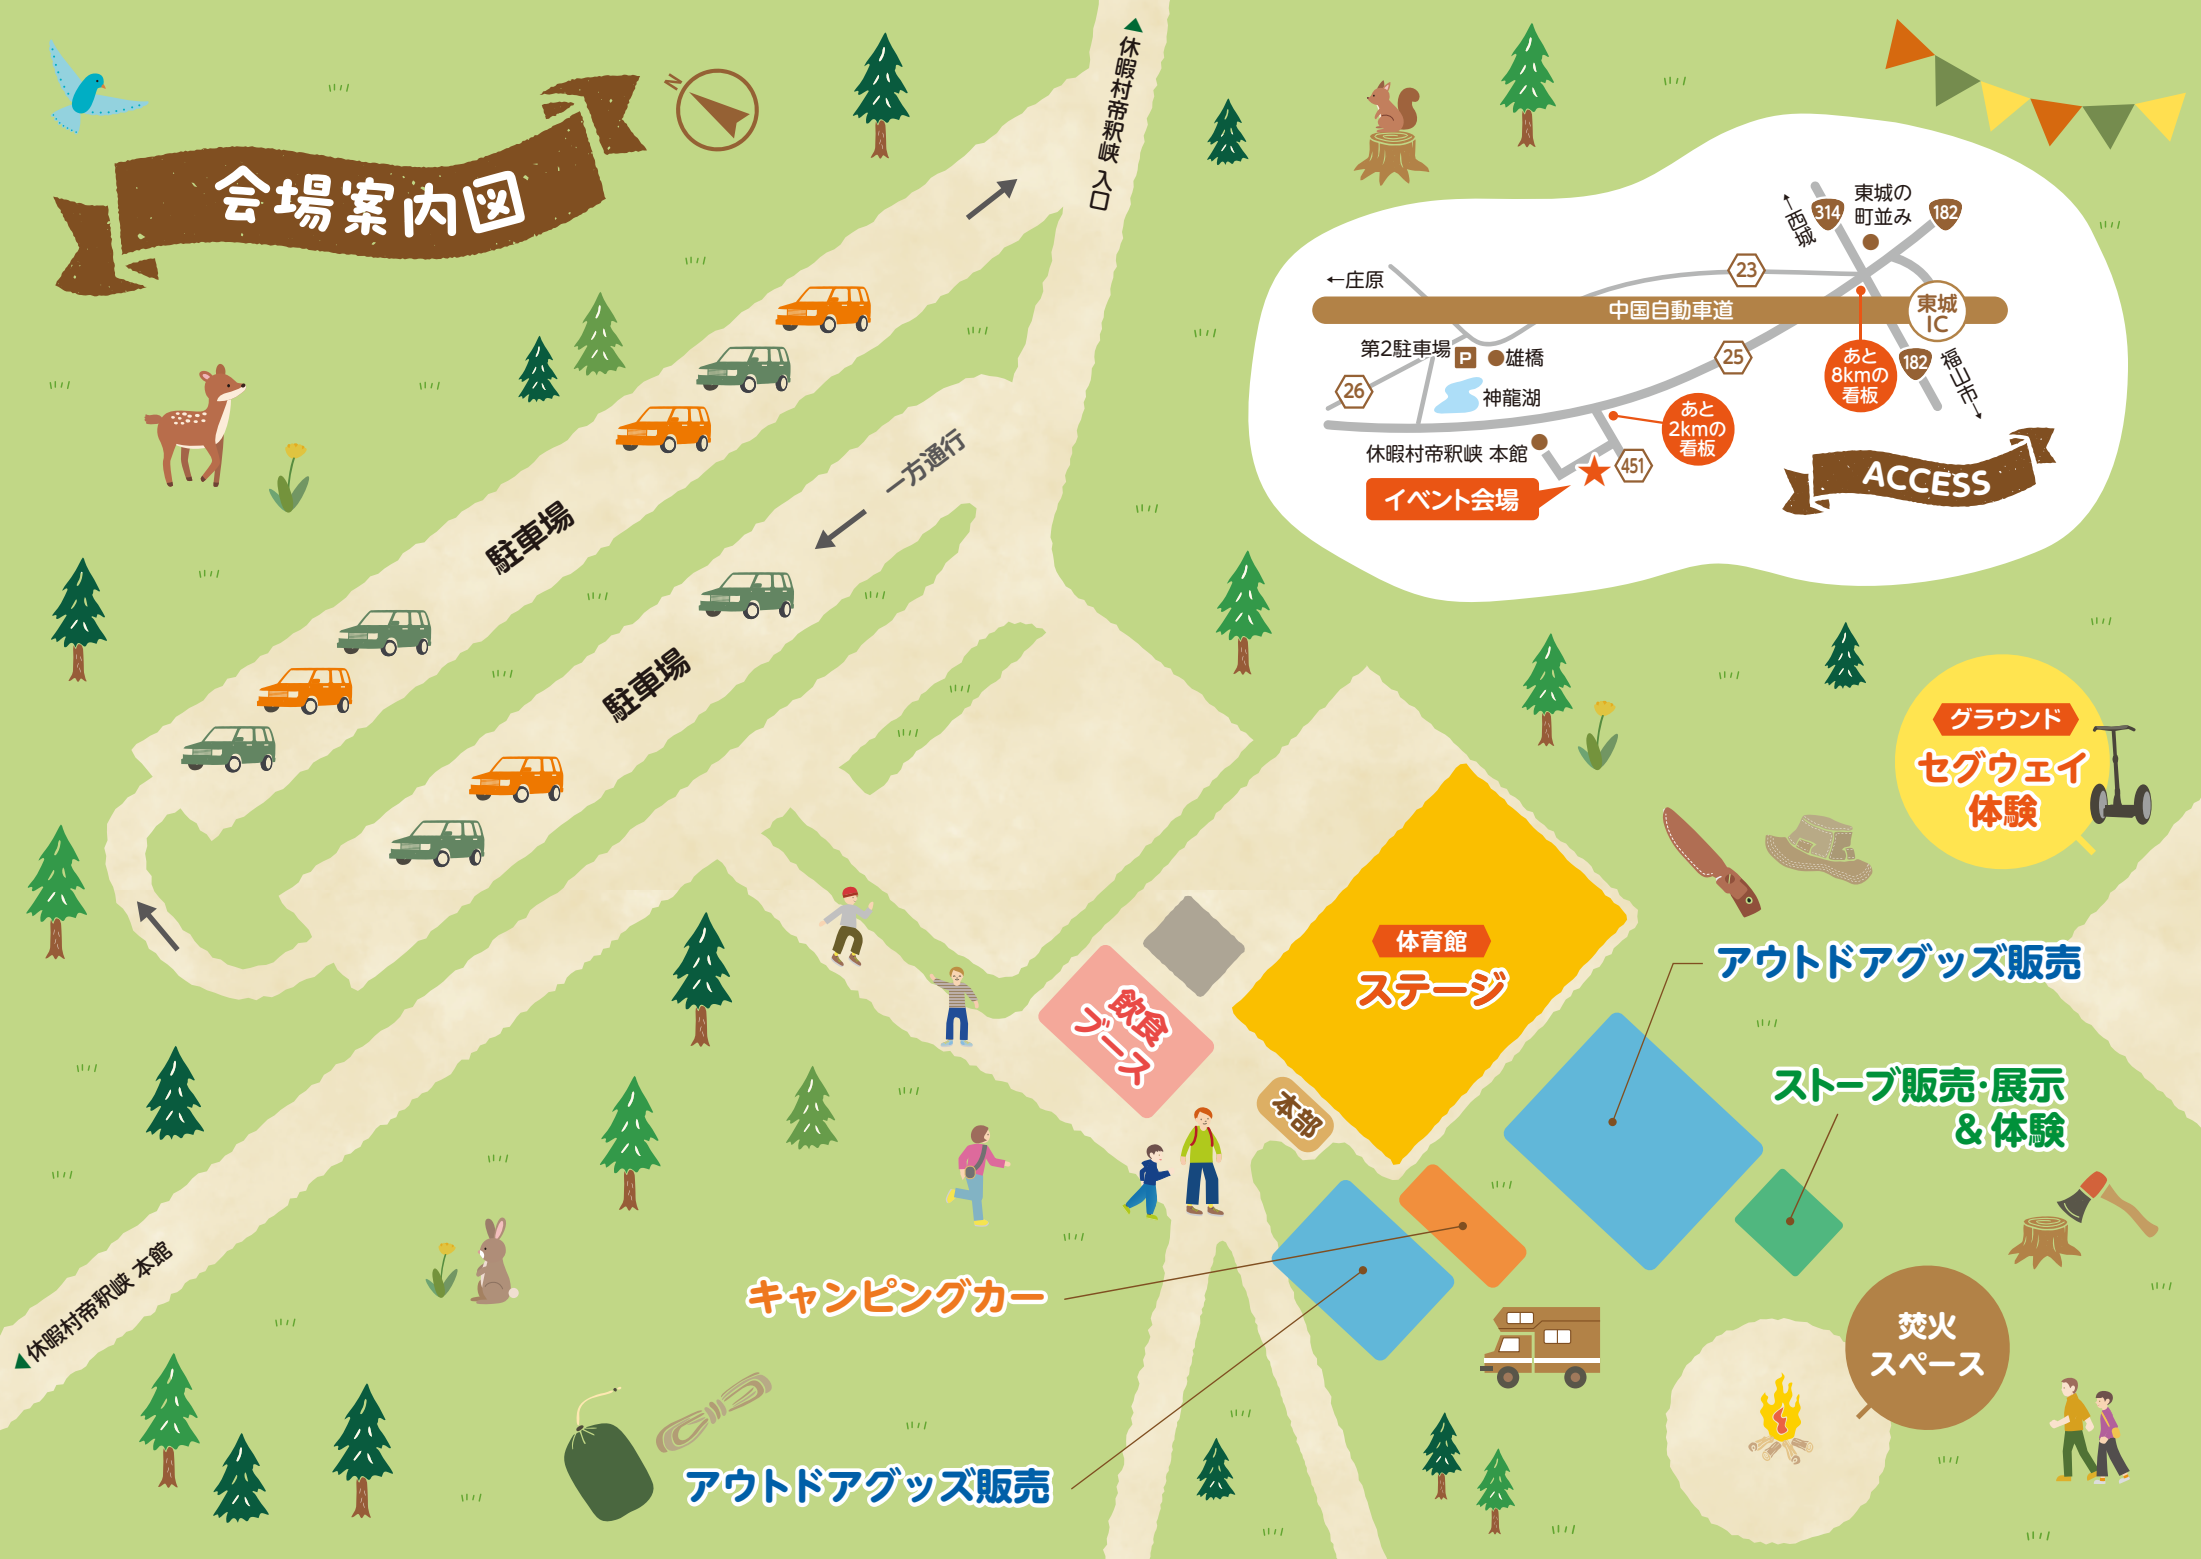 会場案内図
N
休暇村帝釈峡 入口
駐車場
一方通行
駐車場
休暇村帝釈峡 本館
←西城
314
東城の
町並み
182
←庄原
23
中国自動車道
東城
IC
第2駐車場
P
雄橋
25
あと
8kmの
看板
182
福山市→
26
神龍湖
あと
2kmの
看板
休暇村帝釈峡 本館
451
イベント会場
ACCESS
グラウンド
セグウェイ
体験
体育館
ステージ
アウトドアグッズ販売
飲食
ブース
本部
ストーブ販売・展示
&体験
キャンピングカー
焚火
スペース
アウトドアグッズ販売